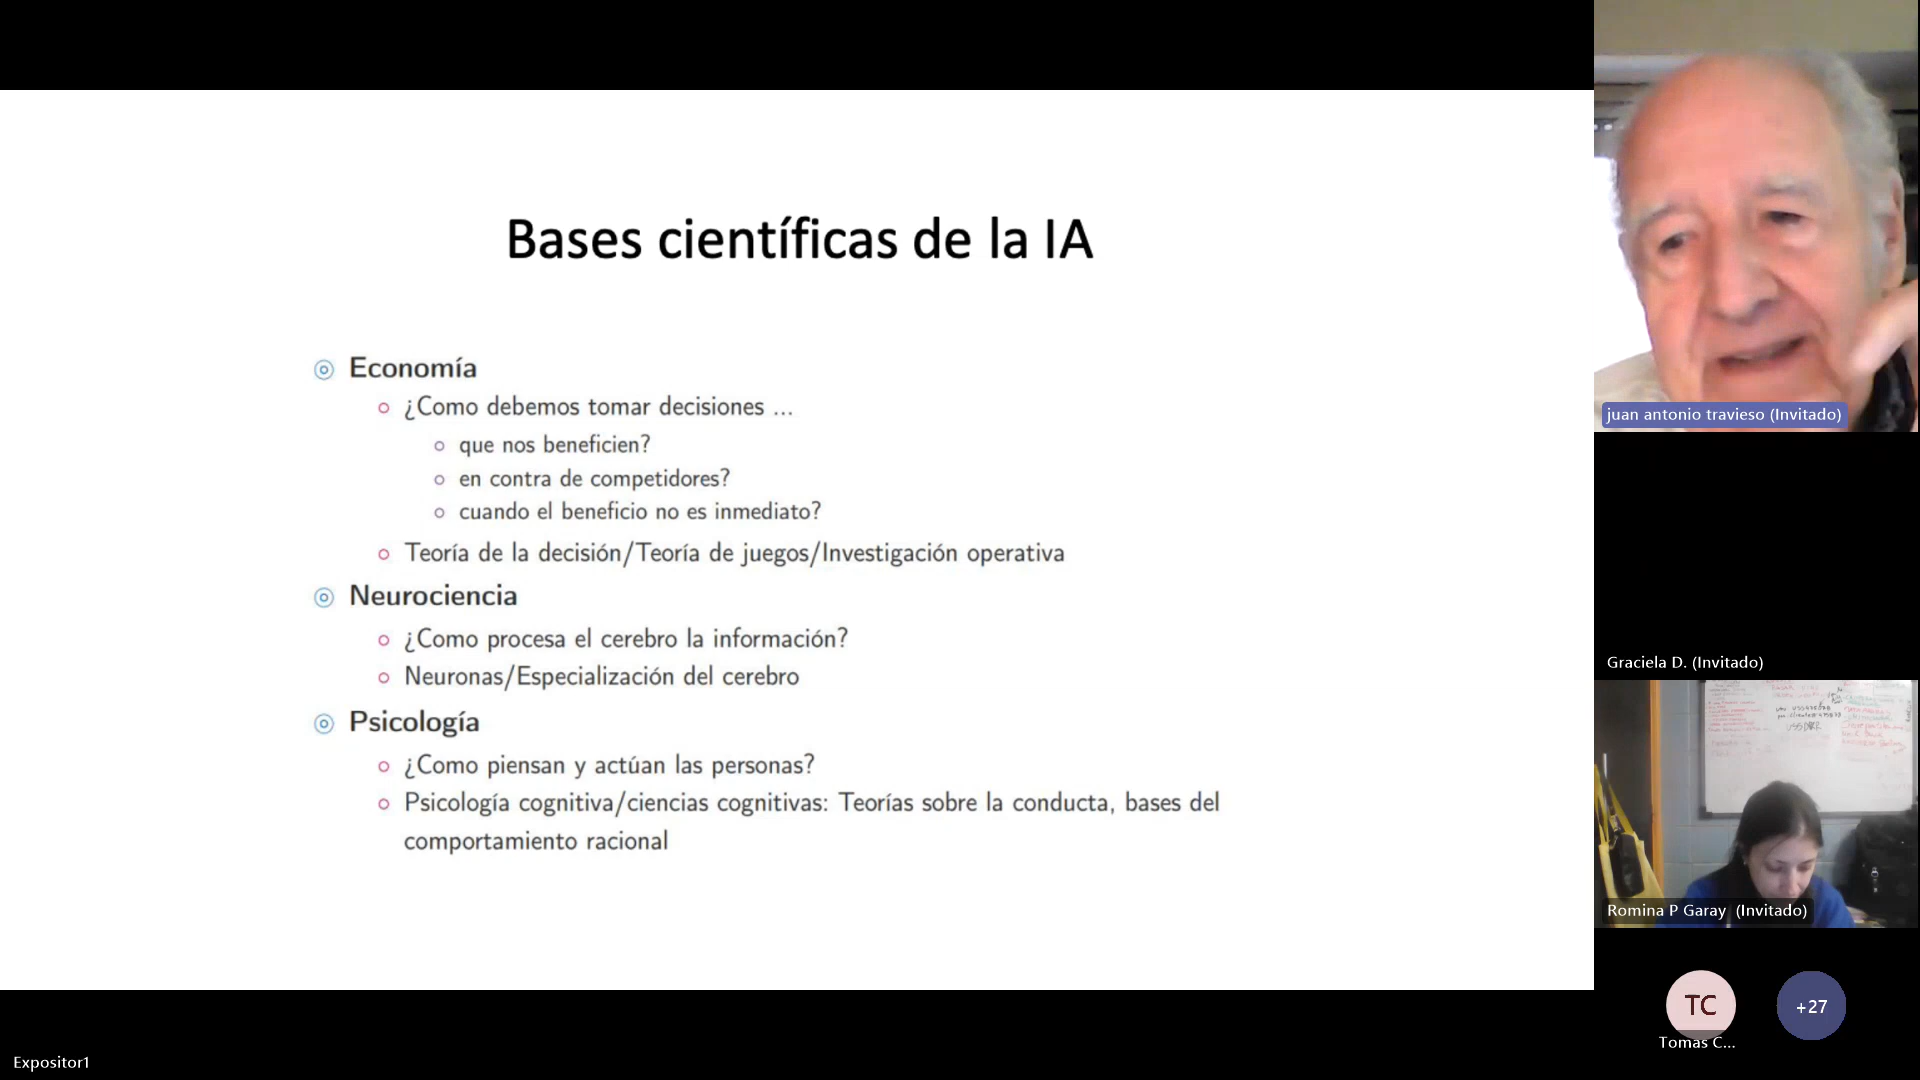 Bases científicas de la IA
Economía
¿Como debemos tomar decisiones ...
que nos beneficien?
en contra de competidores?
cuando el beneficio no es inmediato?
Teoría de la decisión/Teoría de juegos/Investigación operativa
Neurociencia
¿Como procesa el cerebro la información?
Neuronas/Especialización del cerebro
Psicología
¿Como piensan y actúan las personas?
Psicología cognitiva/ciencias cognitivas: Teorías sobre la conducta, bases del
comportamiento racional
juan antonio travieso (Invitado)
Graciela D. (Invitado)
Romina P Garay (Invitado)
TC
+27
Tomas C...
Expositor1